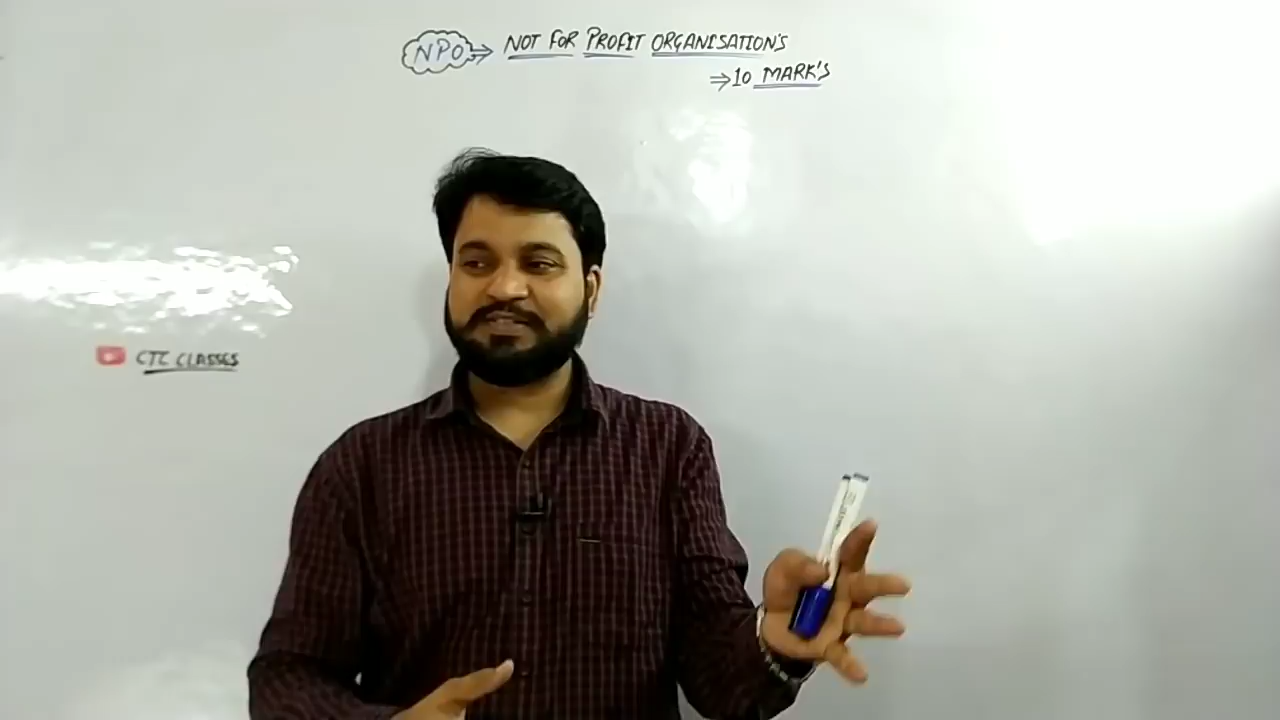 NPO ⇒ NOT FOR PROFIT ORGANISATION'S
⇒ 10 MARK'S
CTC CLASSES